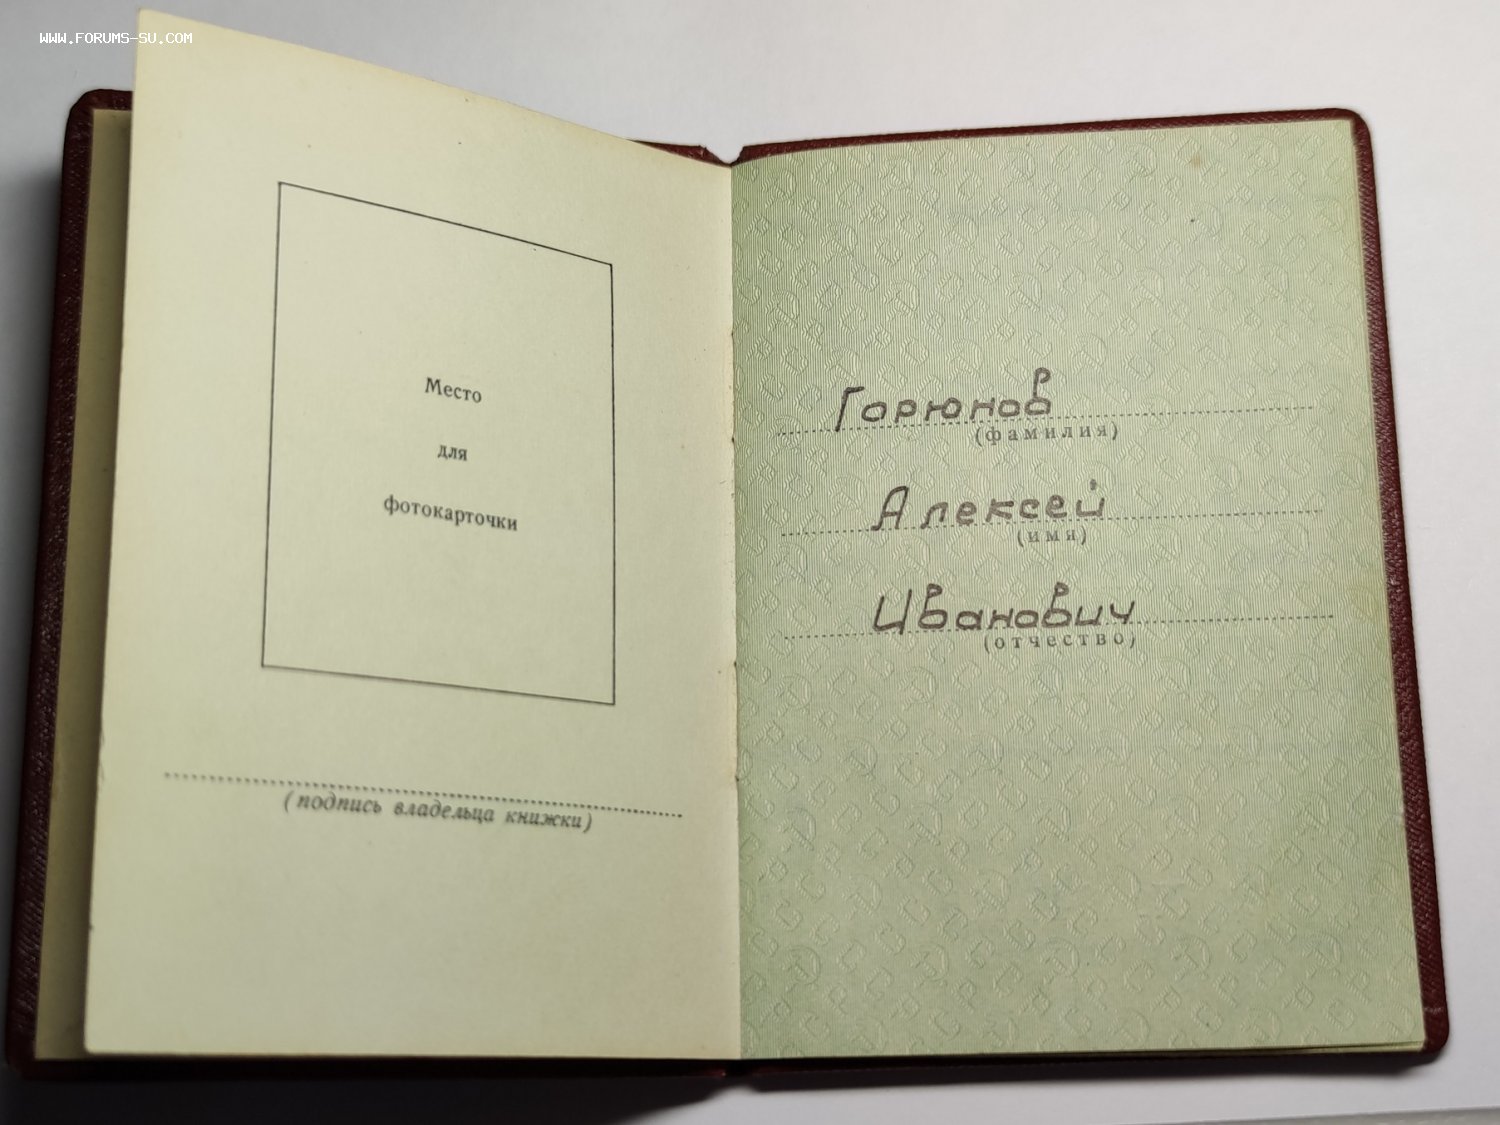 WWW.FORUMS-SU.COM
Место
для
фотокарточки
(подпись владельца книжки)
Горюнов
(фамилия)
Алексей
(имя)
Иванович
(отчество)